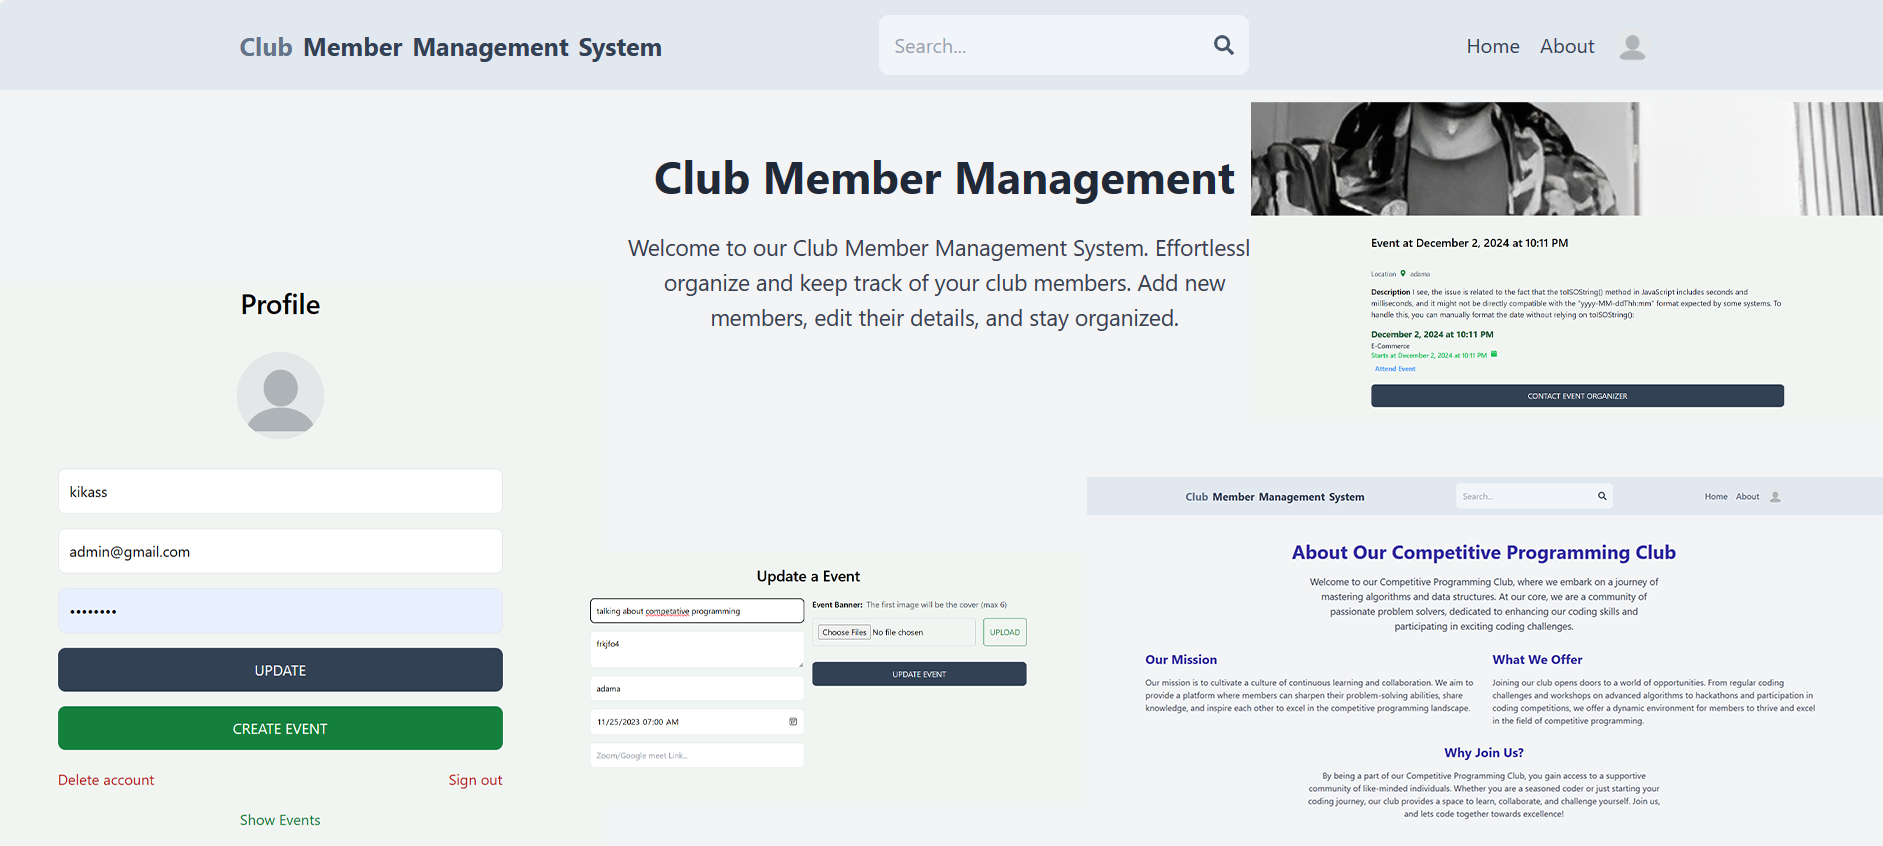 Club Member Management System
Search...
Home
About
Club Member Management
Welcome to our Club Member Management System. Effortlessl
organize and keep track of your club members. Add new
members, edit their details, and stay organized.
Event at December 2, 2024 at 10:11 PM
Location adama
Description I see, the issue is related to the fact that the toISOString() method in JavaScript includes seconds and
milliseconds, and it might not be directly compatible with the "yyyy-MM-ddThh:mm" format expected by some systems. To
handle this, you can manually format the date without relying on toISOString():
December 2, 2024 at 10:11 PM
E-Commerce
Starts at December 2, 2024 at 10:11 PM
Attend Event
CONTACT EVENT ORGANIZER
Profile
kikass
admin@gmail.com
••••••••
UPDATE
CREATE EVENT
Delete account
Sign out
Show Events
Update a Event
talking about competative programming
frkjfo4
adama
11/25/2023 07:00 AM
Zoom/Google meet Link...
Event Banner: The first image will be the cover (max 6)
Choose Files No file chosen
UPLOAD
UPDATE EVENT
Club Member Management System
Search...
Home
About
About Our Competitive Programming Club
Welcome to our Competitive Programming Club, where we embark on a journey of
mastering algorithms and data structures. At our core, we are a community of
passionate problem solvers, dedicated to enhancing our coding skills and
participating in exciting coding challenges.
Our Mission
Our mission is to cultivate a culture of continuous learning and collaboration. We aim to
provide a platform where members can sharpen their problem-solving abilities, share
knowledge, and inspire each other to excel in the competitive programming landscape.
What We Offer
Joining our club opens doors to a world of opportunities. From regular coding
challenges and workshops on advanced algorithms to hackathons and participation in
coding competitions, we offer a dynamic environment for members to thrive and excel
in the field of competitive programming.
Why Join Us?
By being a part of our Competitive Programming Club, you gain access to a supportive
community of like-minded individuals. Whether you are a seasoned coder or just starting your
coding journey, our club provides a space to learn, collaborate, and challenge yourself. Join us,
and lets code together towards excellence!